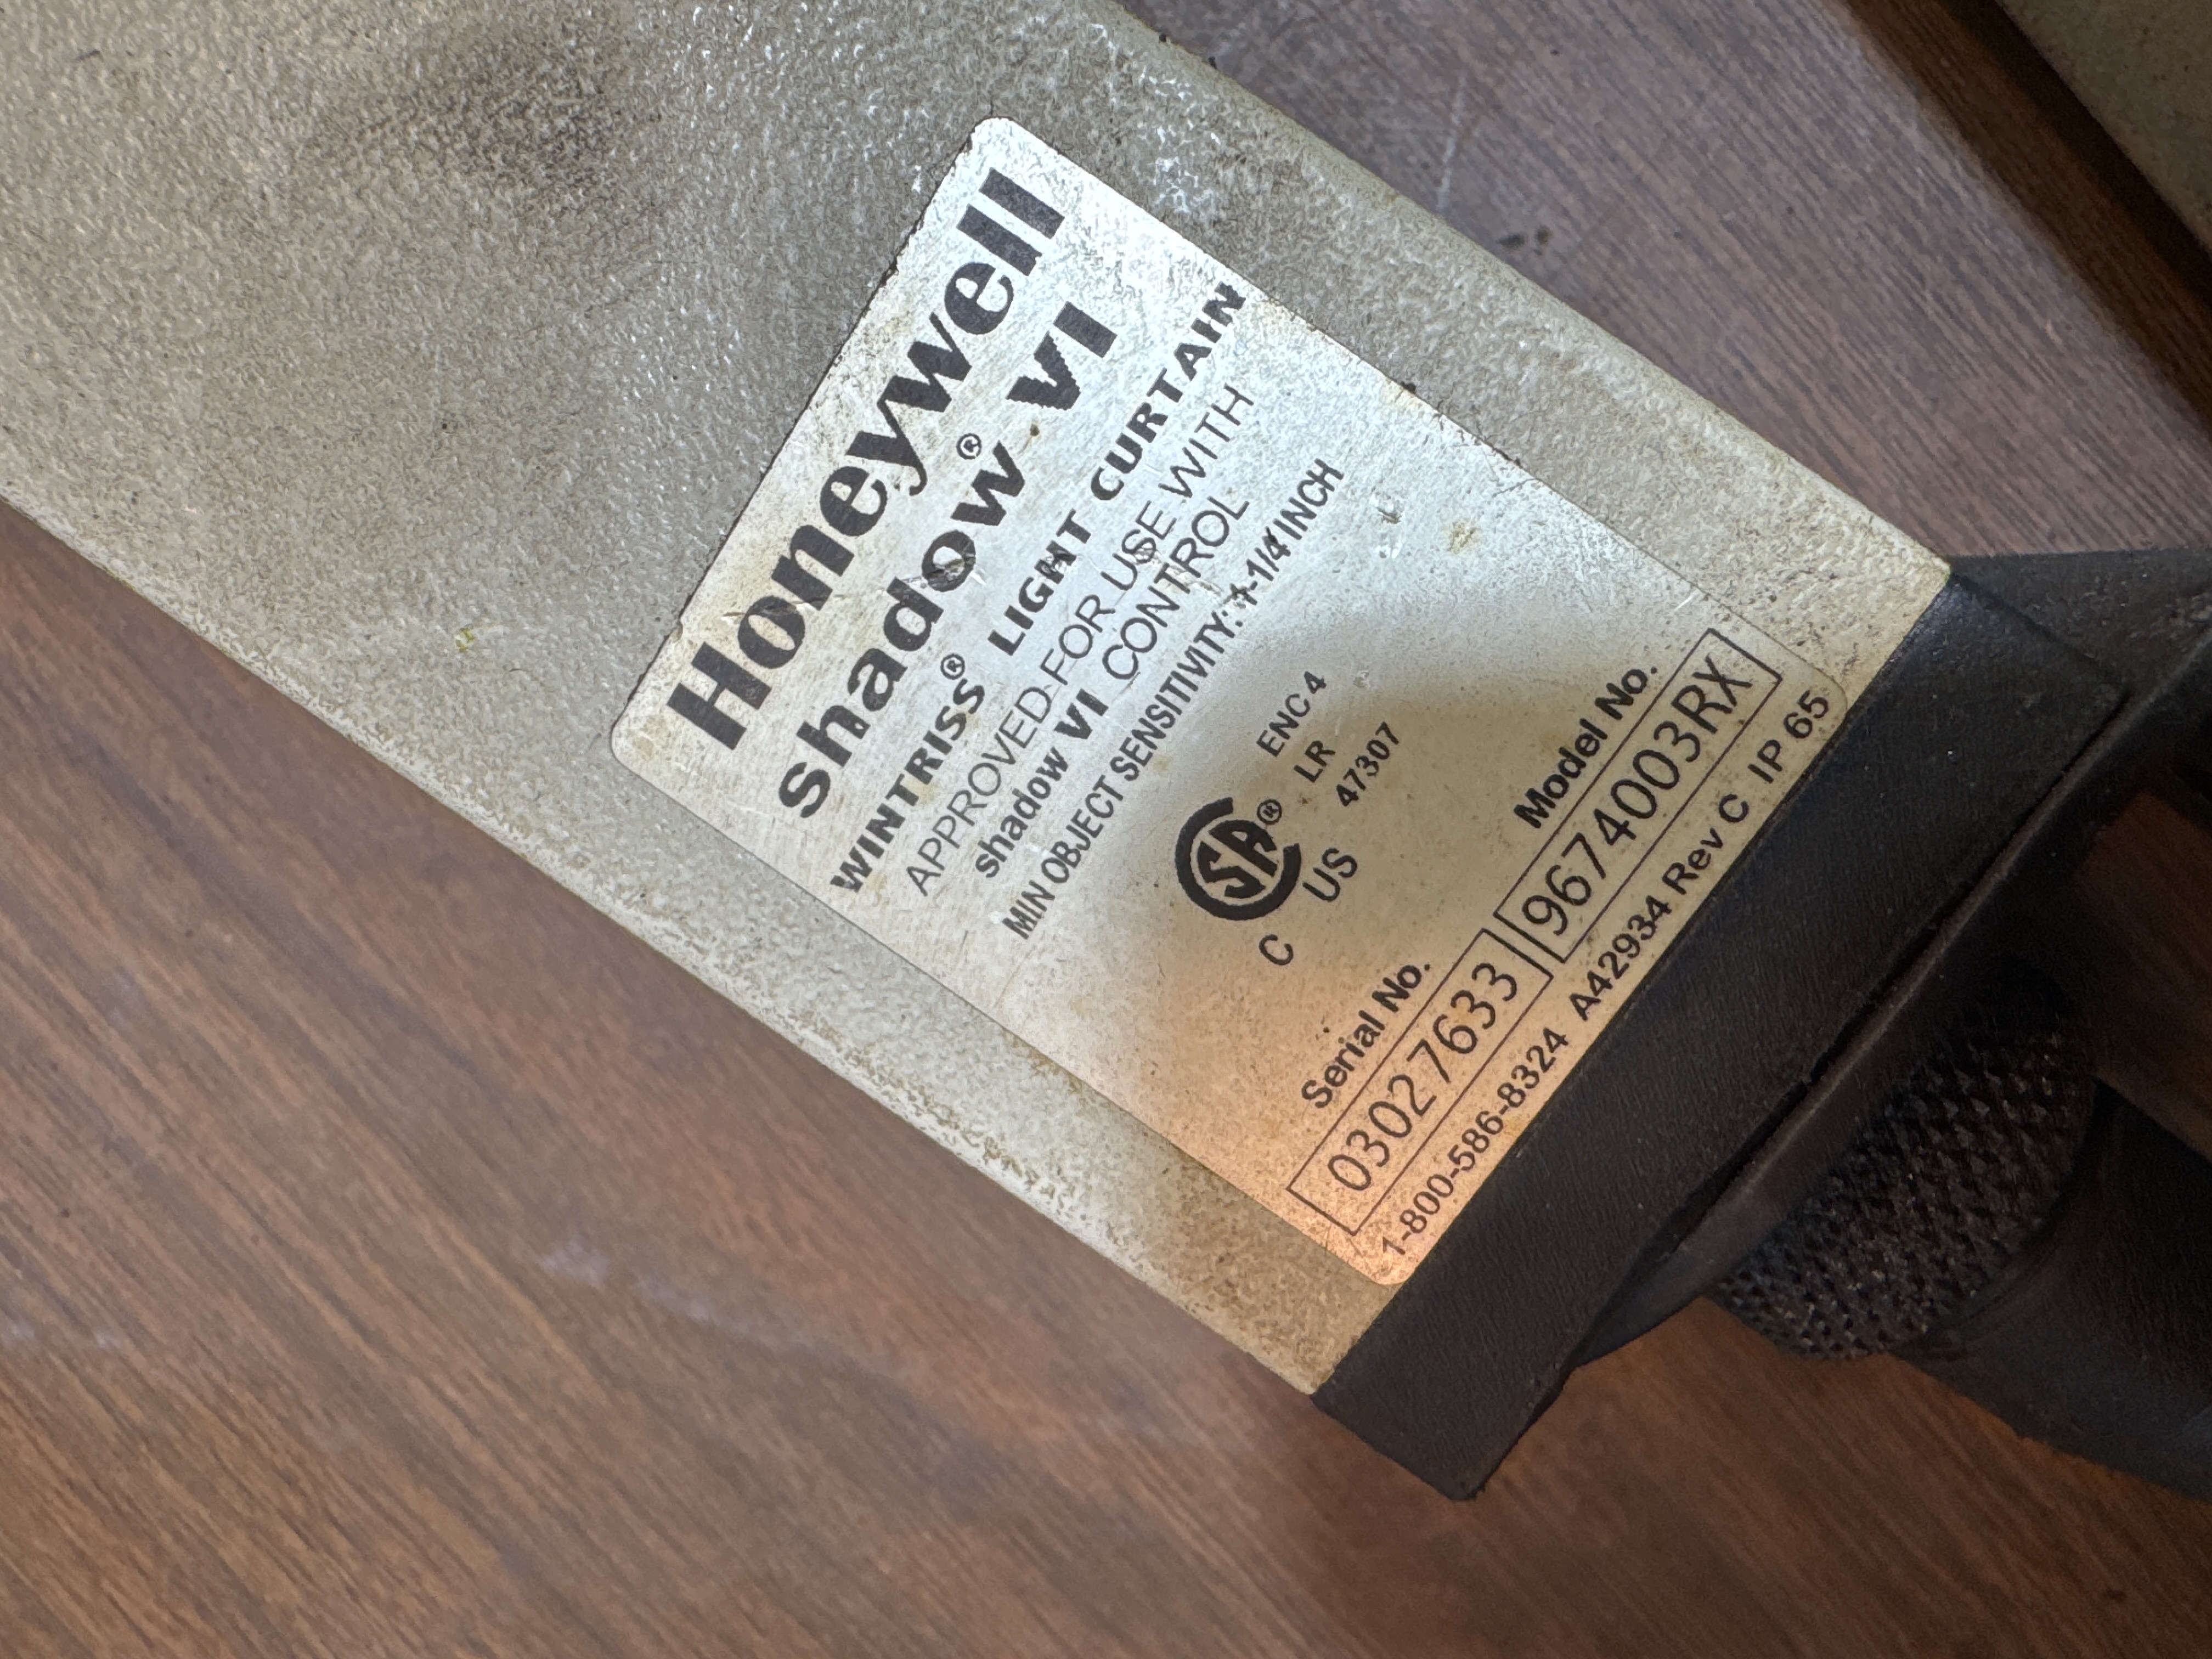 Honeywell
shadow® VI
WINTRISS® LIGHT CURTAIN
APPROVED FOR USE WITH
shadow VI CONTROL
MIN OBJECT SENSITIVITY: 1-1/4 INCH
ENC 4
LR
47307
C SA® US
Serial No. Model No.
03027633 9674003RX
1-800-586-8324 A42934 Rev C IP 65